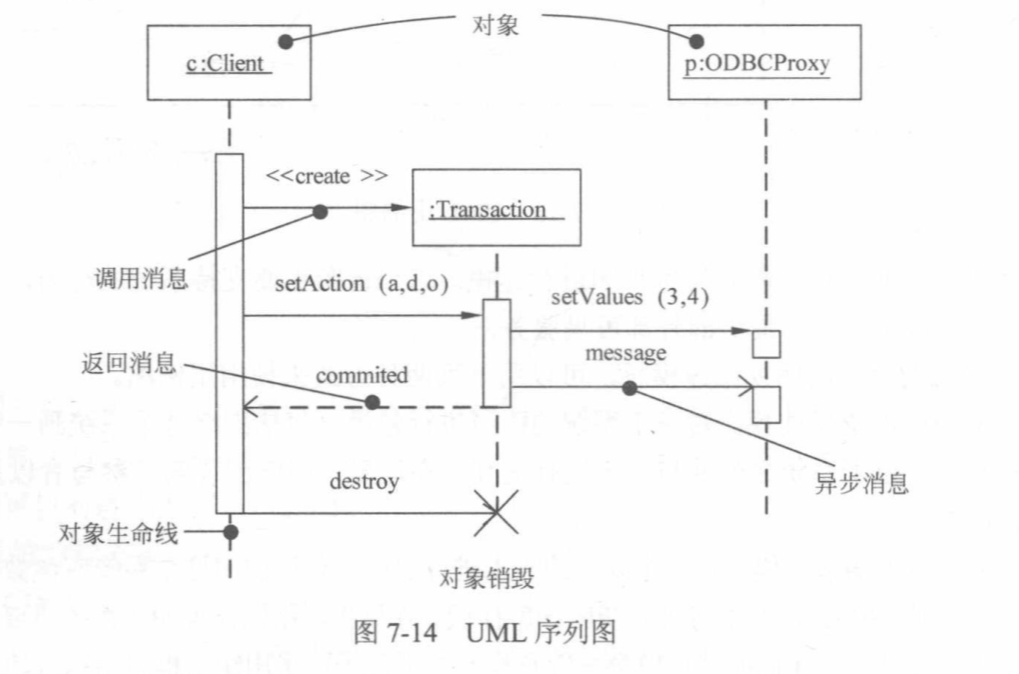 对象
c:Client
p:ODBCProxy
<<create >>
:Transaction
调用消息
setAction (a,d,o)
setValues (3,4)
返回消息
commited
message
destroy
异步消息
对象生命线
对象销毁
图 7-14 UML 序列图